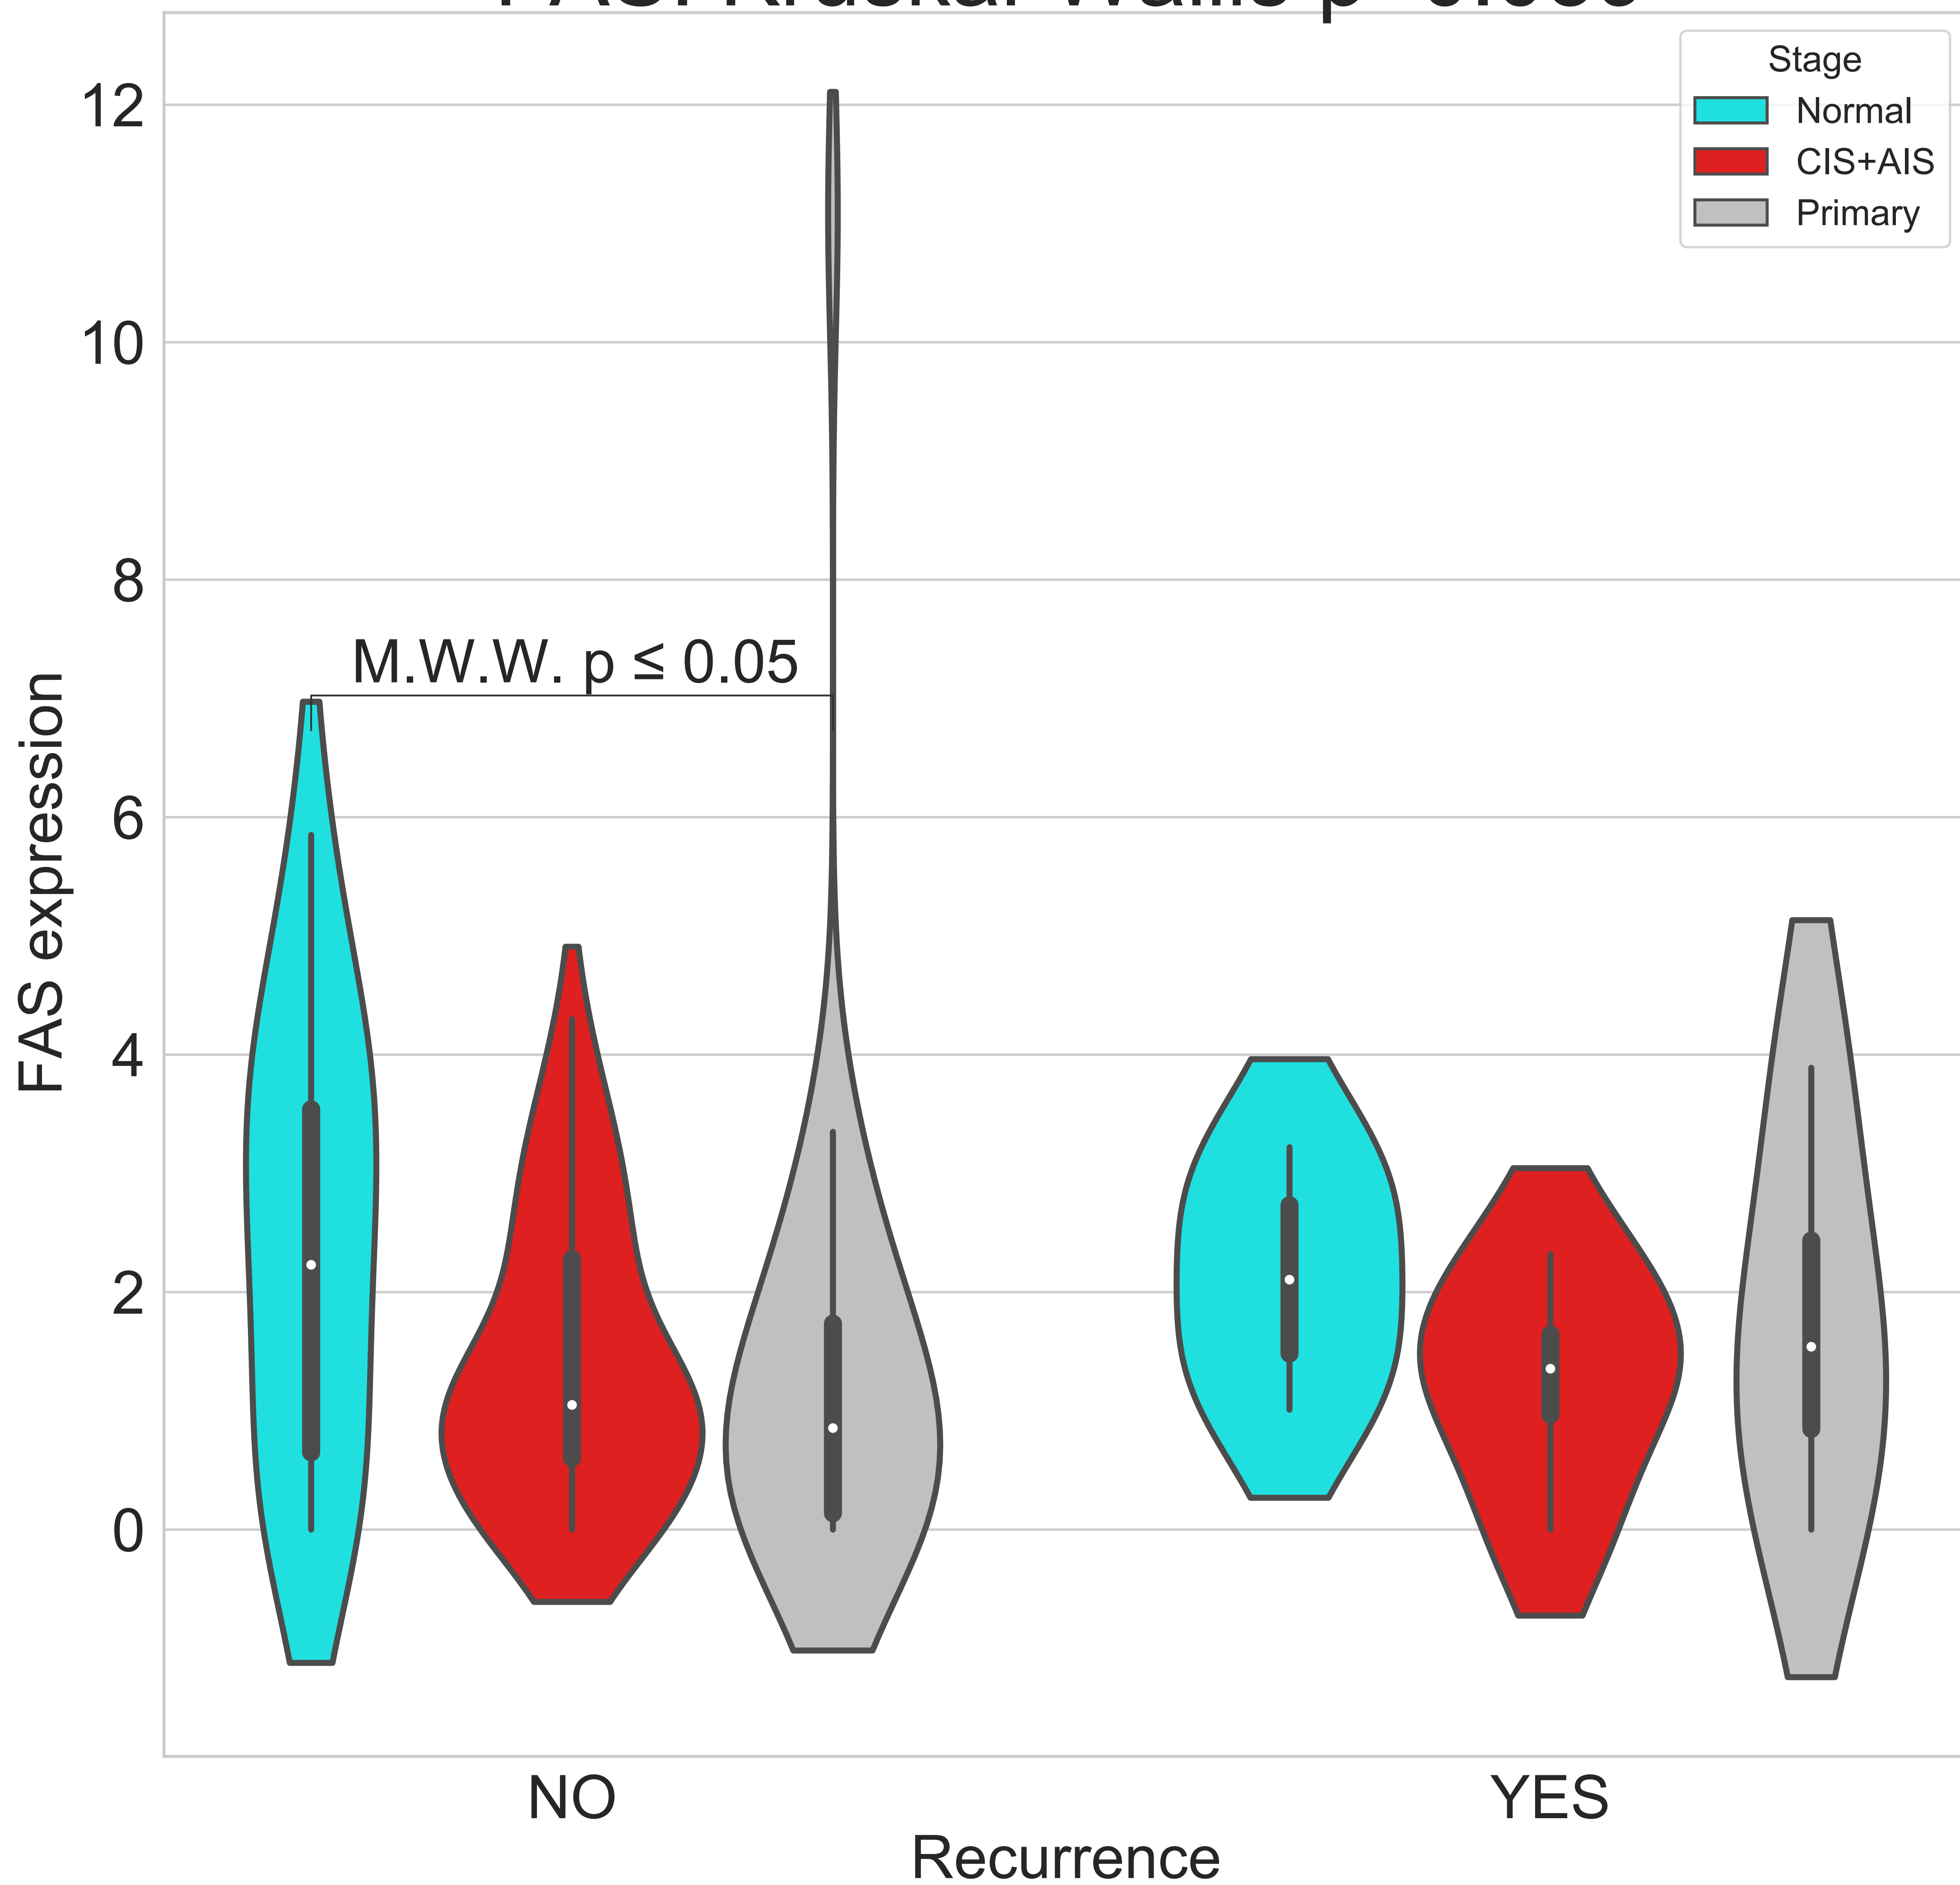 Stage
Normal
CIS+AIS
Primary
12
10
8
6
4
2
0
M.W.W. p ≤ 0.05
FAS expression
NO
YES
Recurrence